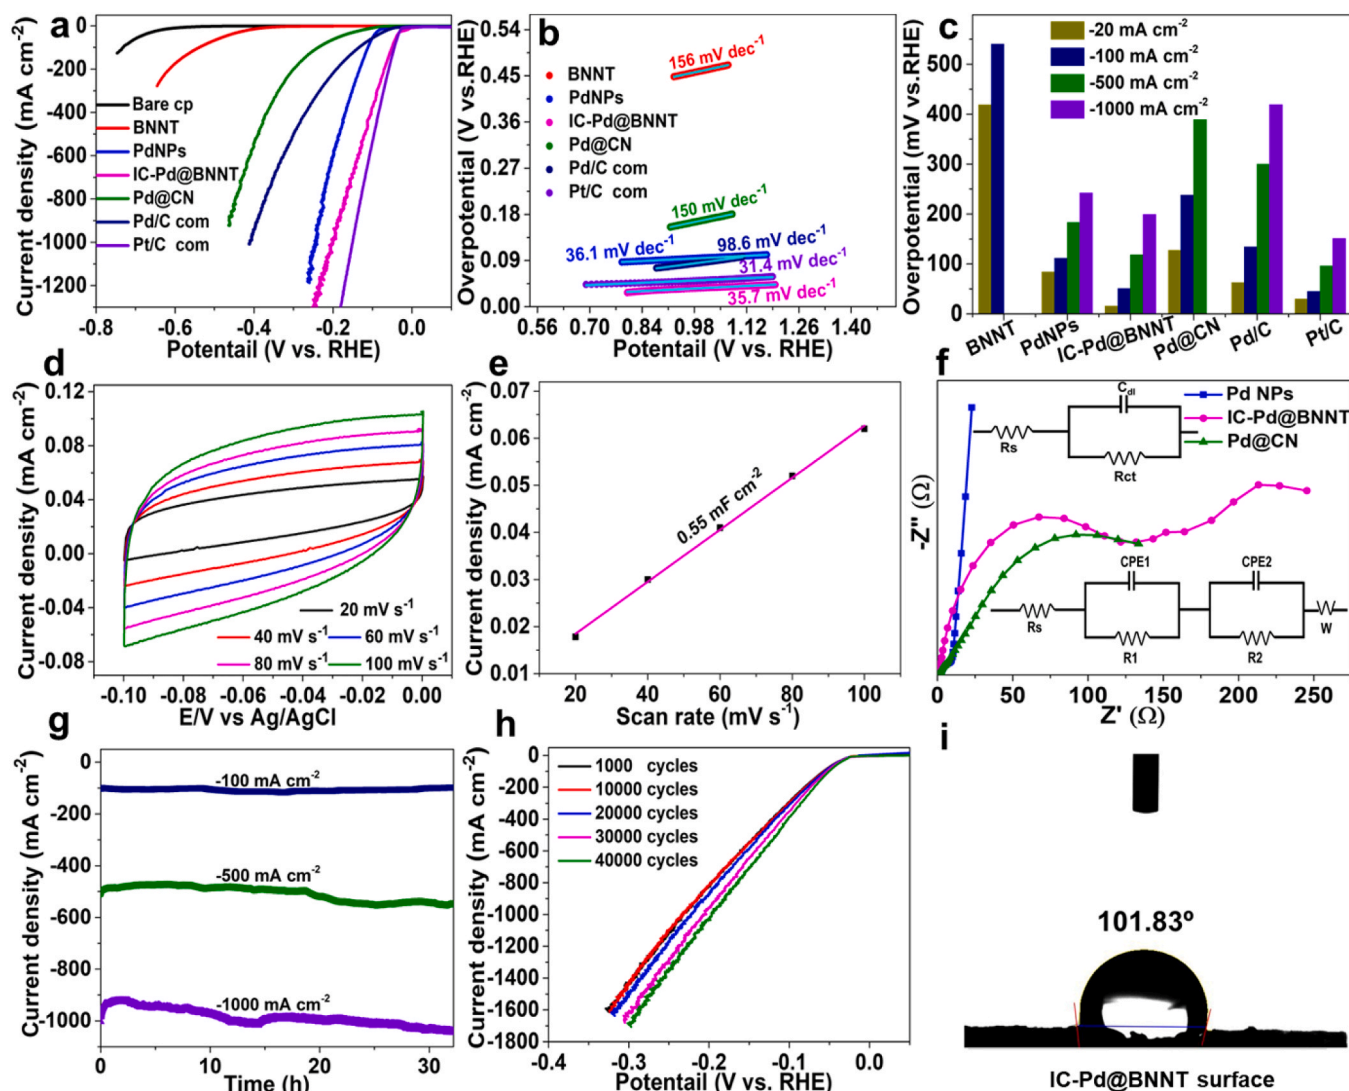 a
Current density (mA cm-2)
0
-200
-400
-600
-800
-1000
-1200
Bare cp
BNNT
PdNPs
IC-Pd@BNNT
Pd@CN
Pd/C com
Pt/C com
-0.8
-0.6
-0.4
-0.2
0.0
Potentail (V vs. RHE)
b
Overpotential (V vs.RHE)
0.54
0.45
0.36
0.27
0.18
0.09
0.00
BNNT
PdNPs
IC-Pd@BNNT
Pd@CN
Pd/C com
Pt/C com
156 mV dec-1
150 mV dec-1
36.1 mV dec-1
98.6 mV dec-1
31.4 mV dec-1
35.7 mV dec-1
0.56 0.70 0.84 0.98 1.12 1.26 1.40
Potentail (V vs. RHE)
c
Overpotential (mV vs.RHE)
500
400
300
200
100
0
-20 mA cm-2
-100 mA cm-2
-500 mA cm-2
-1000 mA cm-2
BNNT
PdNPs
IC-Pd@BNNT
Pd@CN
Pd/C
Pt/C
d
Current density (mA cm-2)
0.12
0.08
0.04
0.00
-0.04
-0.08
20 mV s-1
40 mV s-1
60 mV s-1
80 mV s-1
100 mV s-1
-0.10 -0.08 -0.06 -0.04 -0.02 0.00
E/V vs Ag/AgCl
e
Current density (mA cm-2)
0.07
0.06
0.05
0.04
0.03
0.02
0.01
0.55 mF cm-2
20
40
60
80
100
Scan rate (mV s-1)
f
-Z'' (Ω)
Cdl
Rs
Rct
Pd NPs
IC-Pd@BNNT
Pd@CN
CPE1
CPE2
Rs
R1
R2
W
0 50 100 150 200 250
Z' (Ω)
g
Current density (mA cm-2)
0
-200
-400
-600
-800
-1000
-100 mA cm-2
-500 mA cm-2
-1000 mA cm-2
0
10
20
30
Time (h)
h
Current density (mA cm-2)
0
-200
-400
-600
-800
-1000
-1200
-1400
-1600
-1800
1000 cycles
10000 cycles
20000 cycles
30000 cycles
40000 cycles
-0.4
-0.3
-0.2
-0.1
0.0
Potentail (V vs. RHE)
i
101.83º
IC-Pd@BNNT surface